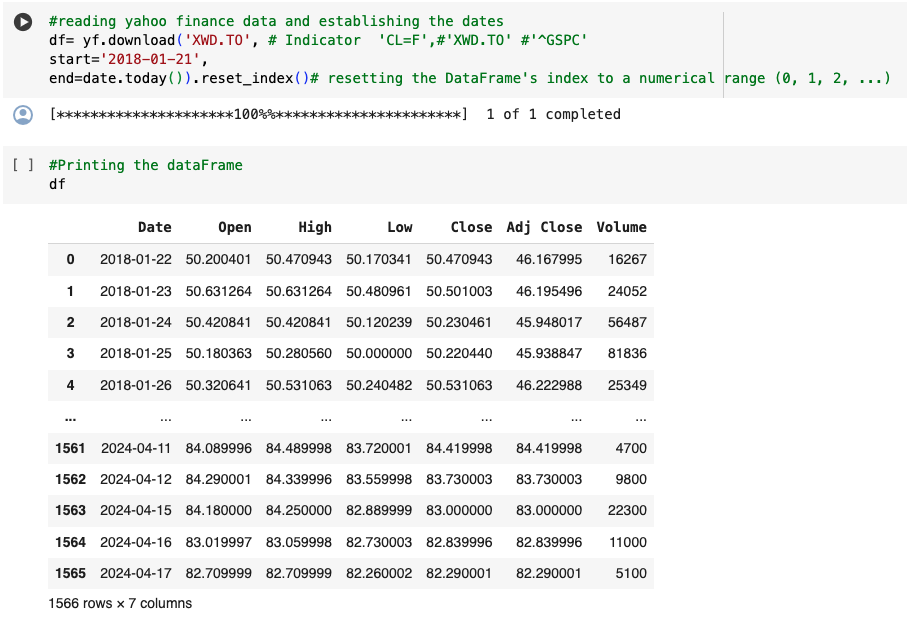 #reading yahoo finance data and establishing the dates
df= yf.download('XWD.TO', # Indicator  'CL=F',#'XWD.TO' #'^GSPC'
start='2018-01-21',
end=date.today()).reset_index()# resetting the DataFrame's index to a numerical range (0, 1, 2, ...)
[*********************100%%**********************]  1 of 1 completed
[ ] #Printing the dataFrame
df
Date Open High Low Close Adj Close Volume
0 2018-01-22 50.200401 50.470943 50.170341 50.470943 46.167995 16267
1 2018-01-23 50.631264 50.631264 50.480961 50.501003 46.195496 24052
2 2018-01-24 50.420841 50.420841 50.120239 50.230461 45.948017 56487
3 2018-01-25 50.180363 50.280560 50.000000 50.220440 45.938847 81836
4 2018-01-26 50.320641 50.531063 50.240482 50.531063 46.222988 25349
... ... ... ... ... ... ... ...
1561 2024-04-11 84.089996 84.489998 83.720001 84.419998 84.419998 4700
1562 2024-04-12 84.290001 84.339996 83.559998 83.730003 83.730003 9800
1563 2024-04-15 84.180000 84.250000 82.889999 83.000000 83.000000 22300
1564 2024-04-16 83.019997 83.059998 82.730003 82.839996 82.839996 11000
1565 2024-04-17 82.709999 82.709999 82.260002 82.290001 82.290001 5100
1566 rows × 7 columns